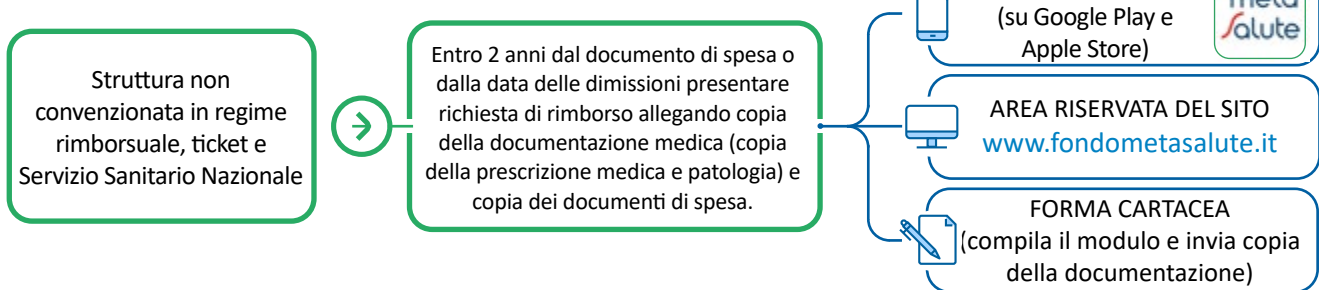 Struttura non
convenzionata in regime
rimborsuale, ticket e
Servizio Sanitario Nazionale
Entro 2 anni dal documento di spesa o
dalla data delle dimissioni presentare
richiesta di rimborso allegando copia
della documentazione medica (copia
della prescrizione medica e patologia) e
copia dei documenti di spesa.
(su Google Play e
Apple Store)
meta
Salute
AREA RISERVATA DEL SITO
www.fondometasalute.it
FORMA CARTACEA
(compila il modulo e invia copia
della documentazione)